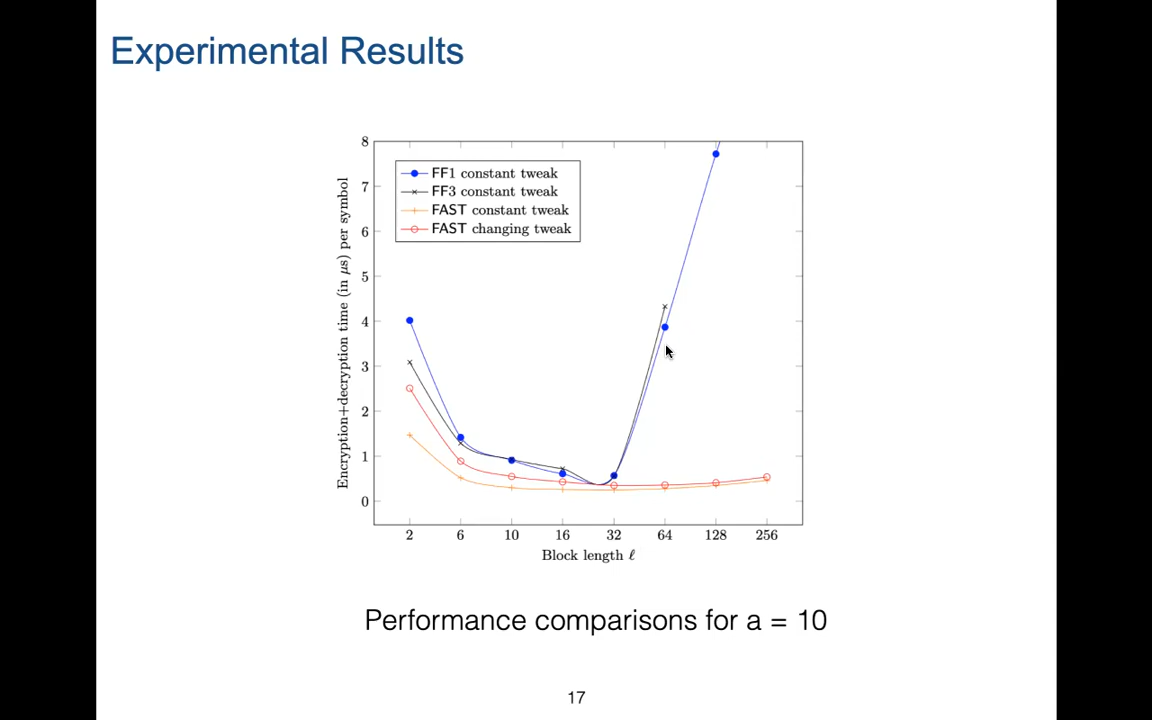 Experimental Results
8
7
6
5
4
3
2
1
0
Encryption+decryption time (in μs) per symbol
FF1 constant tweak
FF3 constant tweak
FAST constant tweak
FAST changing tweak
2 6 10 16 32 64 128 256
Block length ℓ
Performance comparisons for a = 10
17